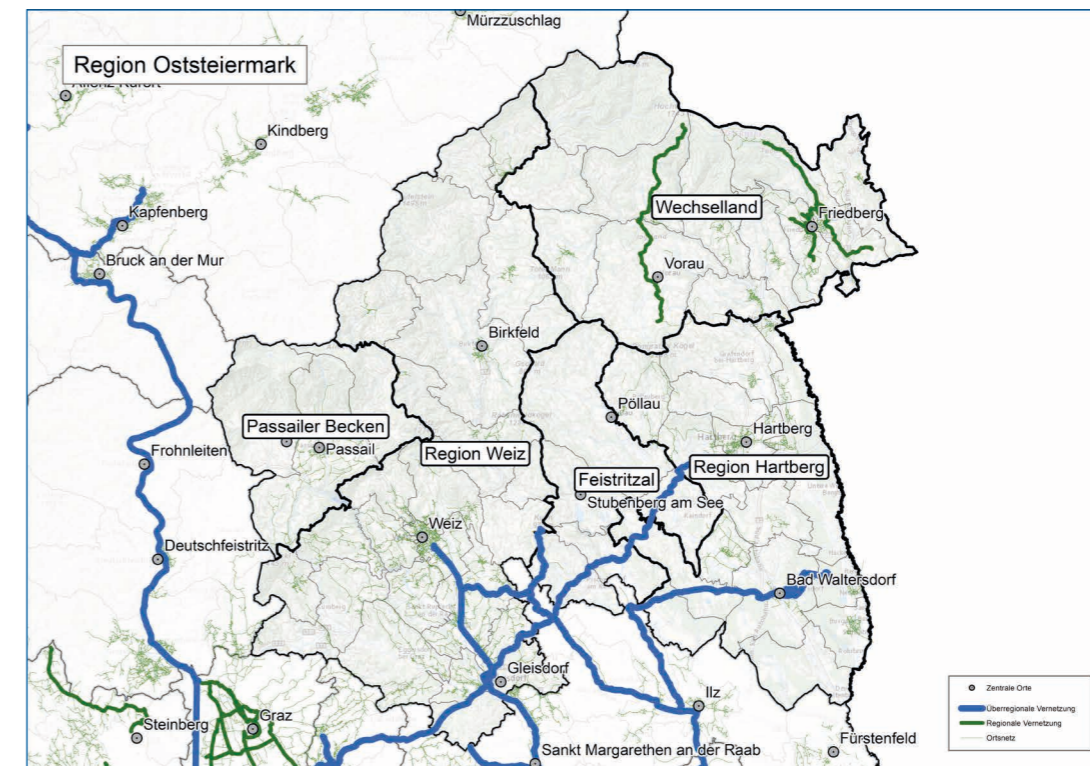 Mürzzuschlag
Region Oststeiermark
Kindberg
Kapfenberg
Wechselland
Friedberg
Bruck an der Mur
Vorau
Birkfeld
Pöllau
Passailer Becken
Hartberg
Passail
Region Weiz
Frohnleiten
Region Hartberg
Feistritzal
Stubenberg am See
Weiz
Deutschfeistritz
Bad Waltersdorf
Gleisdorf
Ilz
Graz
Steinberg
Sankt Margarethen an der Raab
Fürstenfeld
Zentrale Orte
Überregionale Vernetzung
Regionale Vernetzung
Ortsnetz